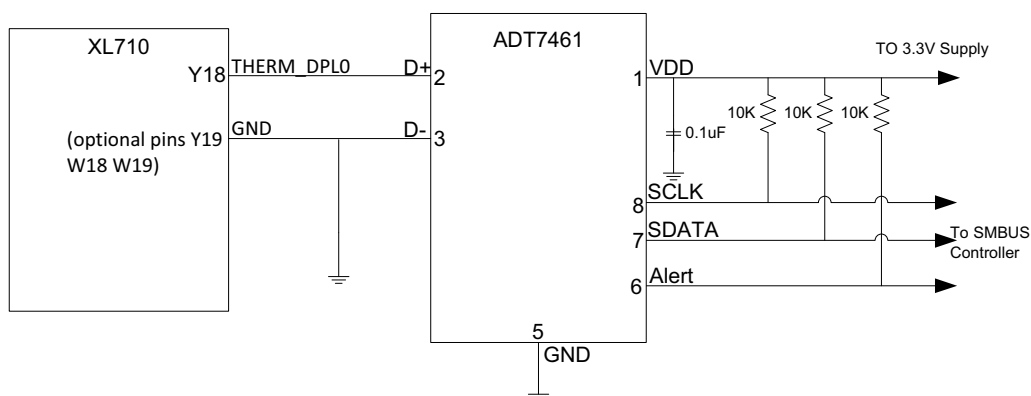 XL710
ADT7461
TO 3.3V Supply
Y18
THERM_DPL0
D+
2
1
VDD
10K
10K
10K
0.1uF
(optional pins Y19
W18 W19)
GND
D-
3
8
SCLK
7
SDATA
To SMBUS
Controller
6
Alert
5
GND